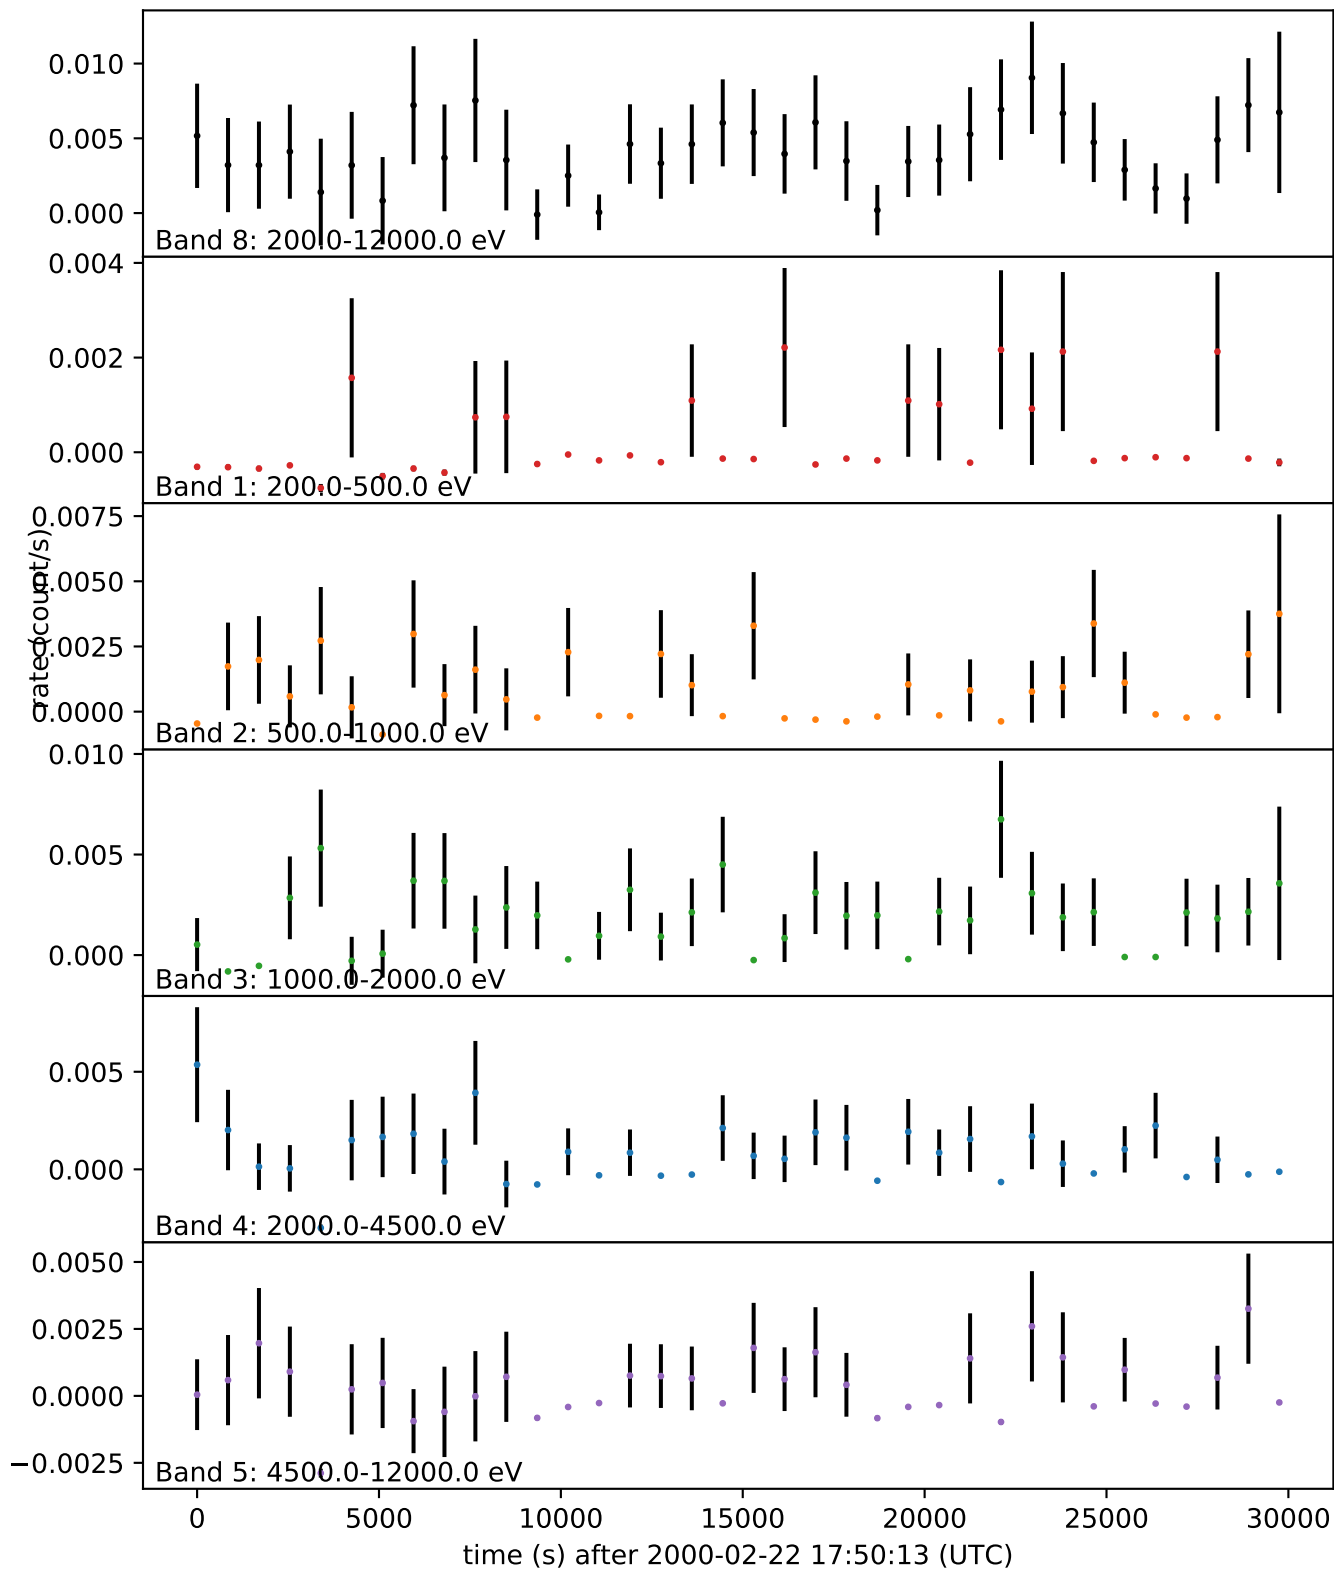 0.010
0.005
0.000
Band 8: 200.0-12000.0 eV
0.004
0.002
0.000
Band 1: 200.0-500.0 eV
rate (count/s)
0.0075
0.0050
0.0025
0.0000
Band 2: 500.0-1000.0 eV
0.010
0.005
0.000
Band 3: 1000.0-2000.0 eV
0.005
0.000
Band 4: 2000.0-4500.0 eV
0.0050
0.0025
0.0000
−0.0025
Band 5: 4500.0-12000.0 eV
0 5000 10000 15000 20000 25000 30000
time (s) after 2000-02-22 17:50:13 (UTC)